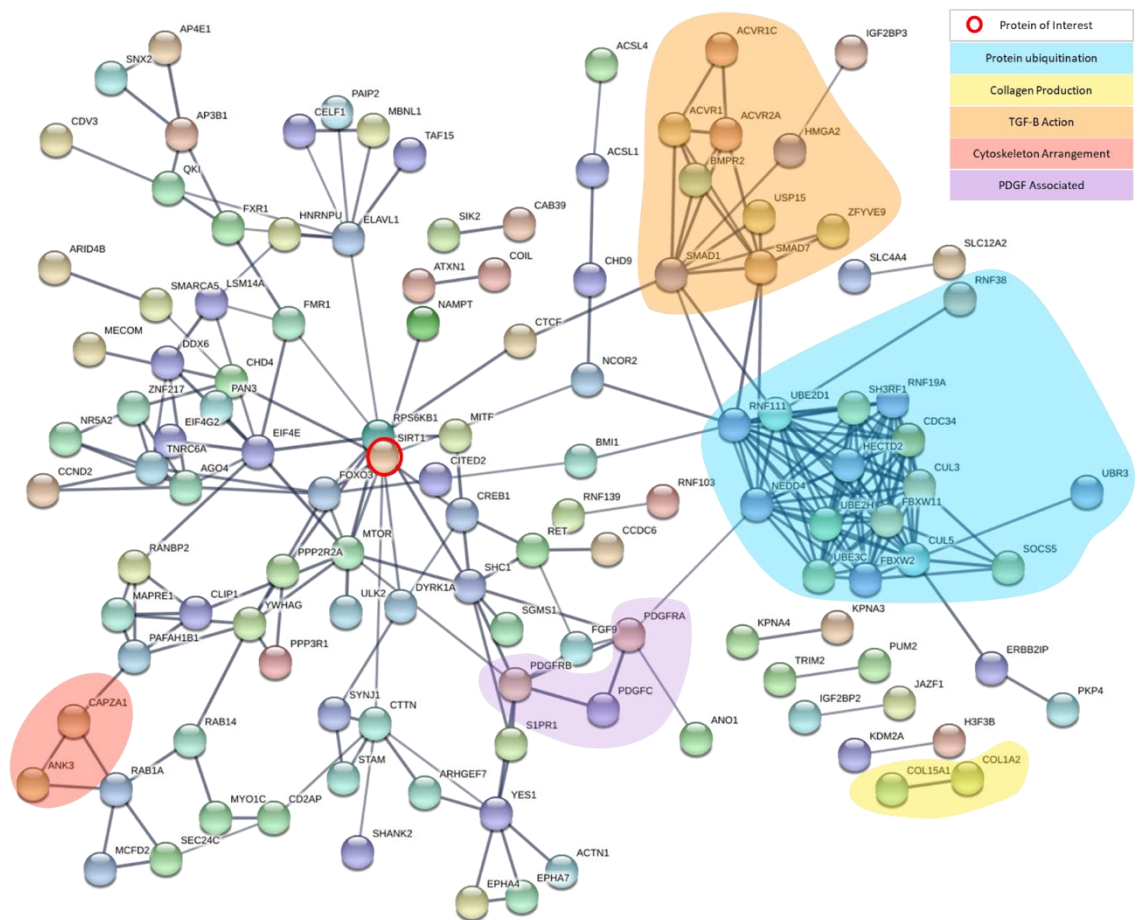 Protein of Interest
Protein ubiquitination
Collagen Production
TGF-B Action
Cytoskeleton Arrangement
PDGF Associated
AP4E1
SNX2
AP3B1
CDV3
QKI
PAIP2
CELF1
MBNL1
TAF15
FXR1
HNRNPU
ELAVL1
ARID4B
SMARCA5
LSM14A
FMR1
MECOM
DDX6
CHD4
ZNF217
PAN3
NR5A2
EIF4G2
EIF4E
TNRC6A
AGO4
CCND2
SIK2
CAB39
ATXN1
COIL
NAMPT
CTCF
RPS6KB1
SIRT1
MITF
FOXO3
CITED2
CREB1
ACSL4
ACSL1
CHD9
NCOR2
BMI1
RNF139
RNF103
RET
CCDC6
ACVR1C
ACVR1
ACVR2A
BMPR2
HMGA2
IGF2BP3
USP15
ZFYVE9
SMAD1
SMAD7
SLC4A4
SLC12A2
RNF38
RNF111
UBE2D1
SH3RF1
RNF19A
CDC34
HECTD2
CUL3
NEDD4
UBE2H
FBXW11
UBR3
CUL5
UBE3C
FBXW2
SOCS5
MTOR
PPP2R2A
RANBP2
MAPRE1
CLIP1
YWHAG
PAFAH1B1
PPP3R1
ULK2
DYRK1A
SHC1
SGMS1
FGF9
PDGFRA
PDGFRB
PDGFC
S1PR1
ANO1
CAPZA1
ANK3
RAB14
RAB1A
MYO1C
CD2AP
SEC24C
MCFD2
SYNJ1
CTTN
STAM
ARHGEF7
YES1
SHANK2
ACTN1
EPHA4
EPHA7
KPNA4
KPNA3
TRIM2
PUM2
IGF2BP2
JAZF1
KDM2A
H3F3B
ERBB2IP
PKP4
COL15A1
COL1A2